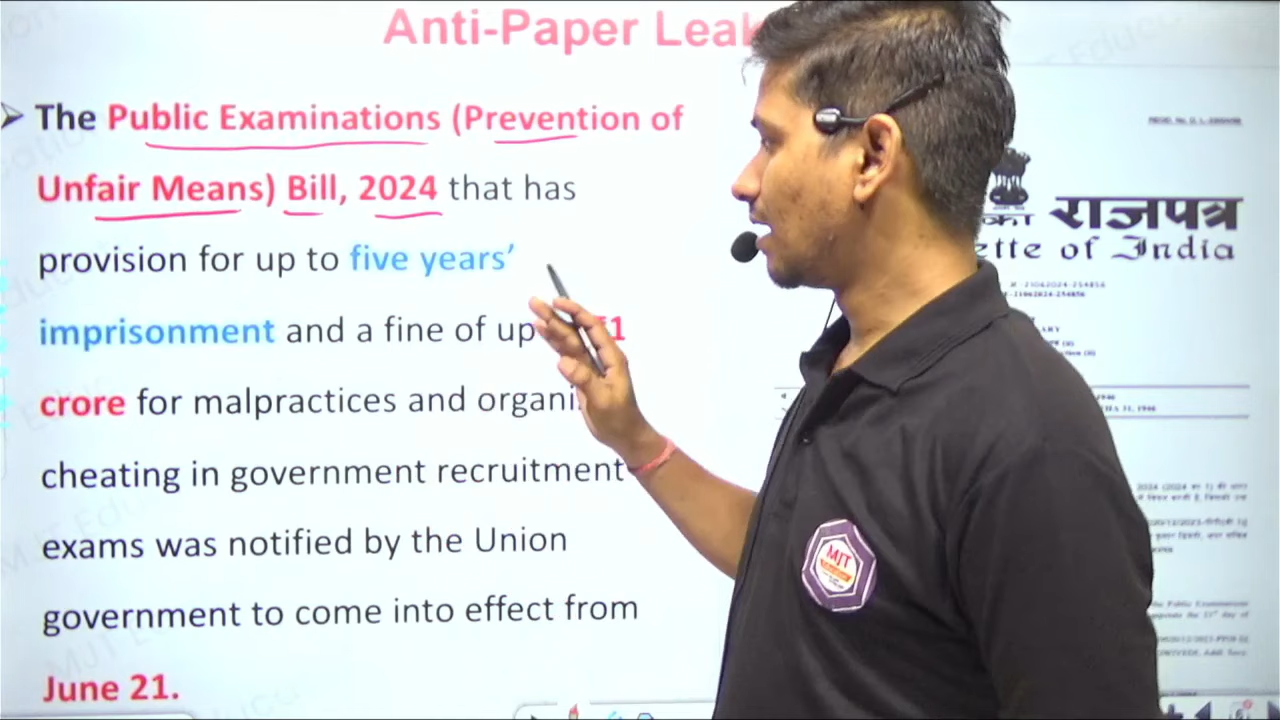 Anti-Paper Leak
➢ The Public Examinations (Prevention of
Unfair Means) Bill, 2024 that has
provision for up to five years’
imprisonment and a fine of up ₹1
crore for malpractices and organi
cheating in government recruitment
exams was notified by the Union
government to come into effect from
June 21.
राजपत्र
ette of India
MJT